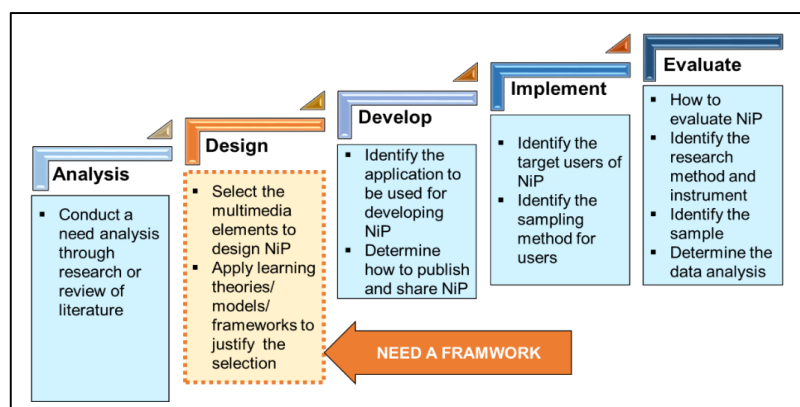 Analysis
▪ Conduct a
need analysis
through
research or
review of
literature
Design
▪ Select the
multimedia
elements to
design NiP
▪ Apply learning
theories/
models/
frameworks to
justify the
selection
Develop
▪ Identify the
application to
be used for
developing
NiP
▪ Determine
how to publish
and share NiP
Implement
▪ Identify the
target users of
NiP
▪ Identify the
sampling
method for
users
Evaluate
▪ How to
evaluate NiP
▪ Identify the
research
method and
instrument
▪ Identify the
sample
▪ Determine the
data analysis
NEED A FRAMWORK